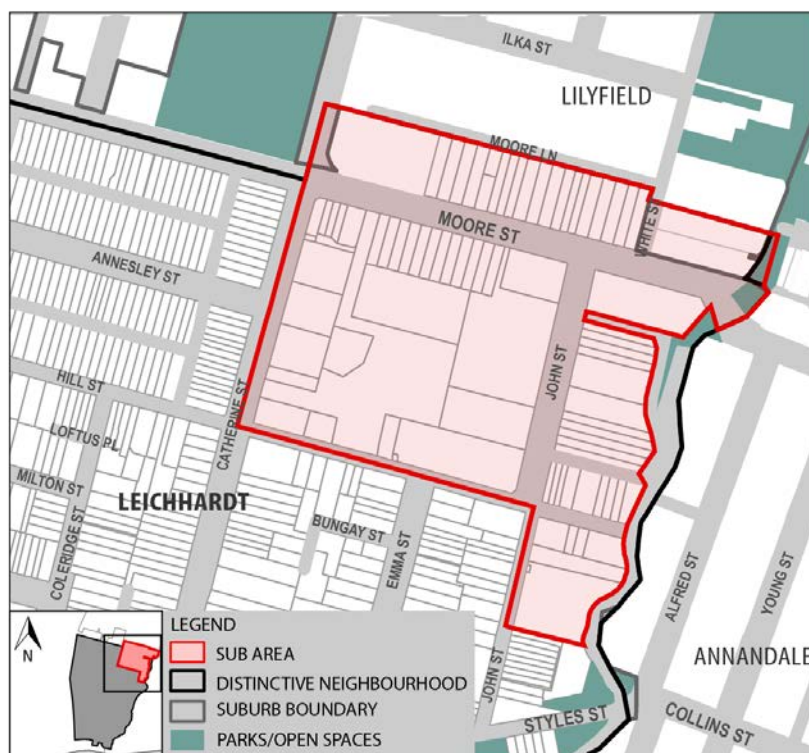 ILKA ST
LILYFIELD
MOORE LN
MOORE ST
WHITE S
ANNESLEY ST
JOHN ST
HILL ST
CATHERINE ST
LOFTUS PL
MILTON ST
LEICHHARDT
BUNGAY ST
COLERIDGE ST
EMMA ST
ALFRED ST
YOUNG ST
ANNANDALE
JOHN ST
STYLES ST
COLLINS ST
N
LEGEND
SUB AREA
DISTINCTIVE NEIGHBOURHOOD
SUBURB BOUNDARY
PARKS/OPEN SPACES